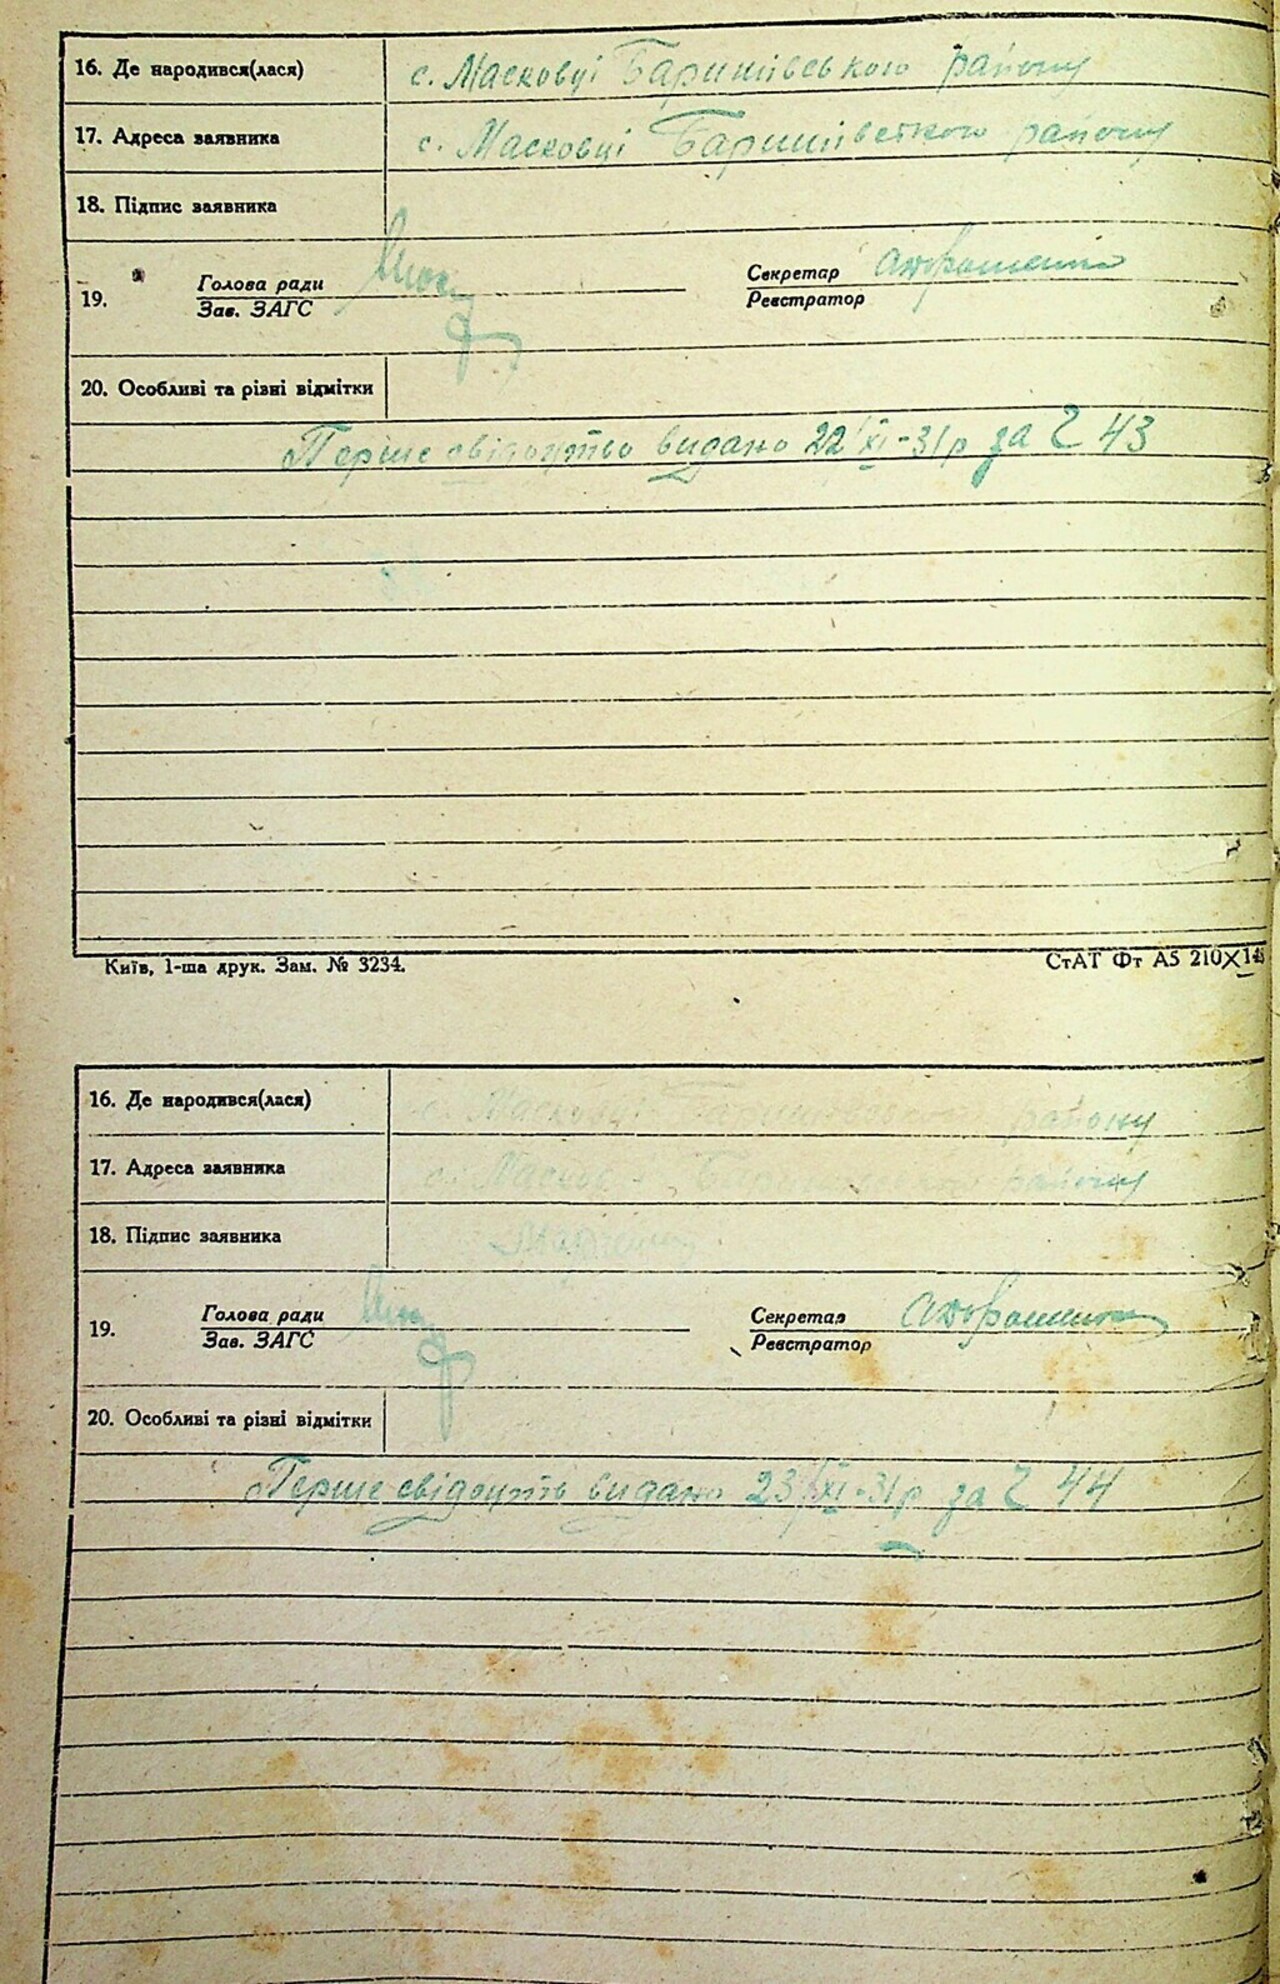 16. Де народився(лася) с. Масковці Баришівського району
17. Адреса заявника с. Масковці Баришівського району
18. Підпис заявника
19. Голова ради Секретар
Зав. ЗАГС Реєстратор
20. Особливі та різні відмітки
Перше свідоцтво видано 22/XI-31р за Ч 43
Київ, 1-ша друк. Зам. № 3234. СтАТ Фт А5 210X148
16. Де народився(лася) с. Масковці Баришівського району
17. Адреса заявника с. Масковці Баришівського району
18. Підпис заявника
19. Голова ради Секретар
Зав. ЗАГС Реєстратор
20. Особливі та різні відмітки
Перше свідоцтво видано 23/XI-31р за Ч 44